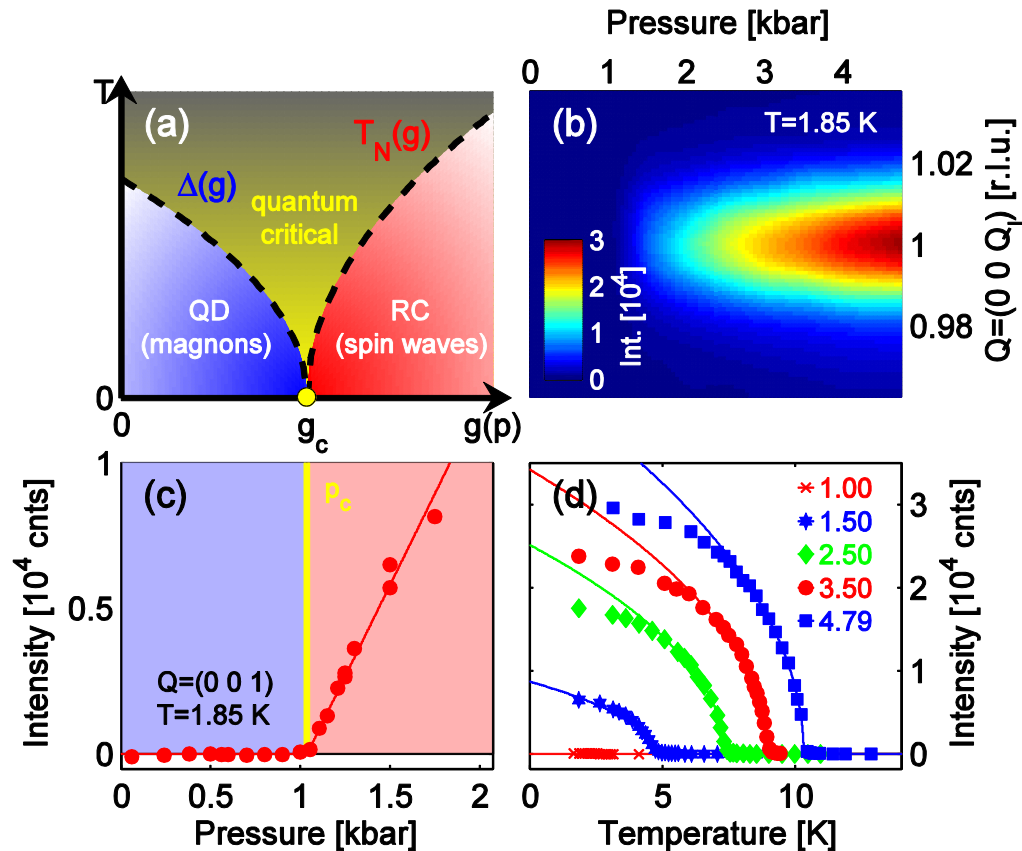 (a)
T
T_N(g)
Δ(g)
quantum
critical
QD
(magnons)
RC
(spin waves)
0
0
g_c
g(p)
Pressure [kbar]
0 1 2 3 4
(b)
T=1.85 K
3
2
1
0
Int. [10^4]
1.02
1
0.98
Q=(0 0 Q_l) [r.l.u.]
(c)
p_c
1
0.5
0
Intensity [10^4 cnts]
Q=(0 0 1)
T=1.85 K
0 0.5 1 1.5 2
Pressure [kbar]
(d)
1.00
1.50
2.50
3.50
4.79
3
2
1
0
Intensity [10^4 cnts]
0 5 10
Temperature [K]